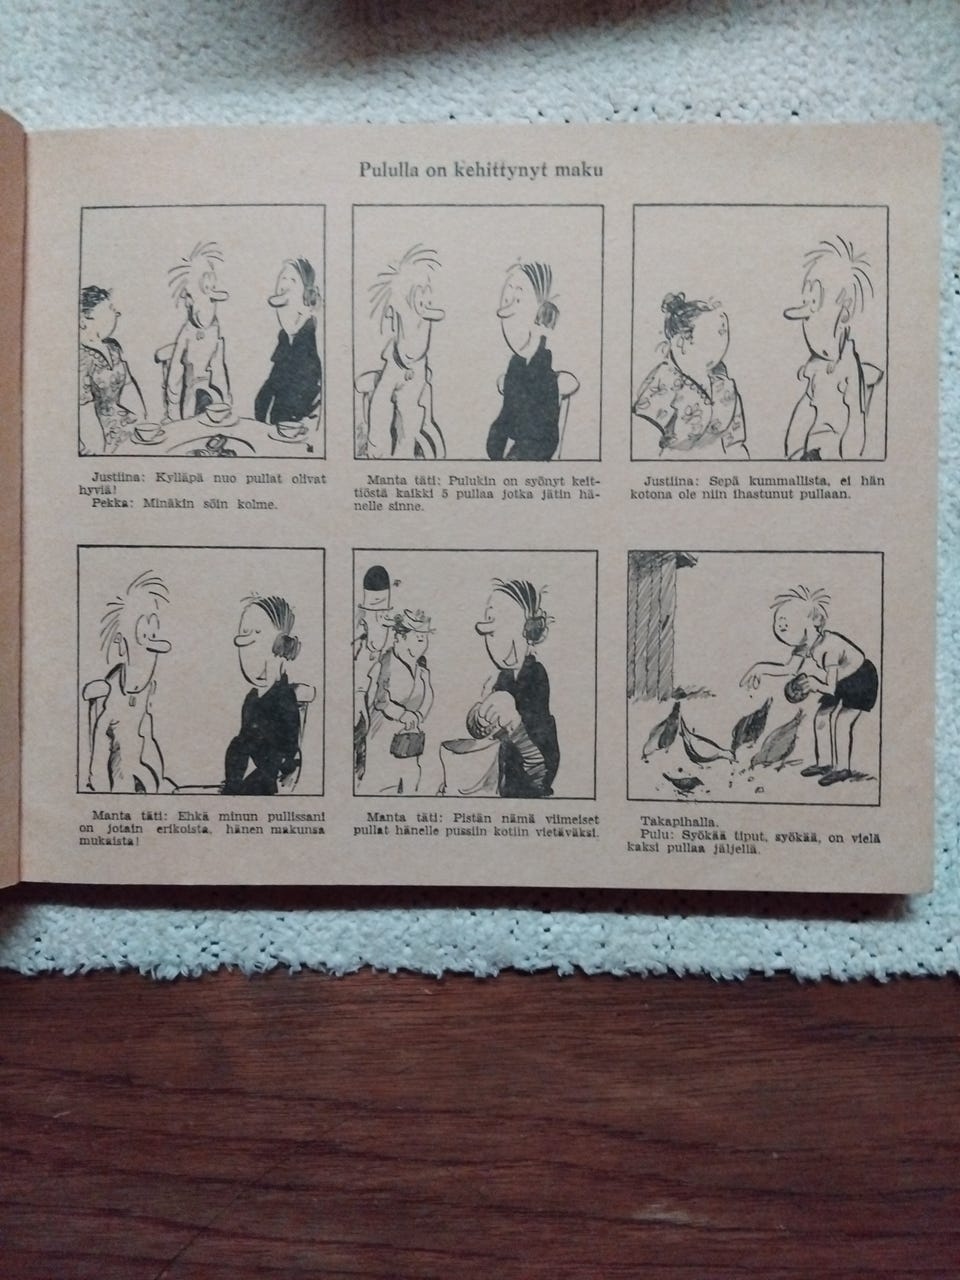 Pululla on kehittynyt maku
Justiina: Kylläpä nuo pullat olivat
hyviä!
Pekka: Minäkin söin kolme.
Manta täti: Pulukin on syönyt keit-
tiöstä kaikki 5 pullaa jotka jätin hä-
nelle sinne.
Justiina: Sepä kummallista, ei hän
kotona ole niin ihastunut pullaan.
Manta täti: Ehkä minun pullissani
on jotain erikoista, hänen makunsa
mukaista!
Manta täti: Pistän nämä viimeiset
pullat hänelle pussiin kotiin vietäväksi.
Takapihalla.
Pulu: Syökää tiput, syökää, on vielä
kaksi pullaa jäljellä.